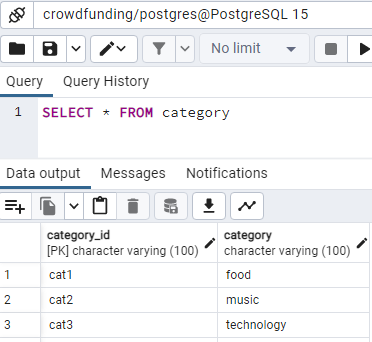 crowdfunding/postgres@PostgreSQL 15
No limit
Query Query History
1 SELECT * FROM category
Data output Messages Notifications
category_id category
[PK] character varying (100) character varying (100)
1 cat1 food
2 cat2 music
3 cat3 technology